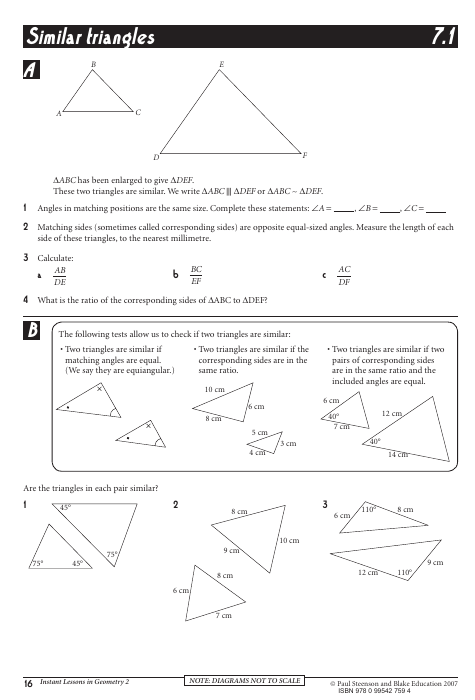 Similar triangles 7.1
A
B
A
C
E
D
F
ΔABC has been enlarged to give ΔDEF.
These two triangles are similar. We write ΔABC ||| ΔDEF or ΔABC ~ ΔDEF.
1 Angles in matching positions are the same size. Complete these statements: ∠A = ____, ∠B = ____, ∠C = ____
2 Matching sides (sometimes called corresponding sides) are opposite equal-sized angles. Measure the length of each
side of these triangles, to the nearest millimetre.
3 Calculate:
a AB/DE b BC/EF c AC/DF
4 What is the ratio of the corresponding sides of ΔABC to ΔDEF?
B
The following tests allow us to check if two triangles are similar:
• Two triangles are similar if
matching angles are equal.
(We say they are equiangular.)
×
×
• Two triangles are similar if the
corresponding sides are in the
same ratio.
10 cm
6 cm
8 cm
5 cm
3 cm
4 cm
• Two triangles are similar if two
pairs of corresponding sides
are in the same ratio and the
included angles are equal.
6 cm
40°
7 cm
12 cm
40°
14 cm
Are the triangles in each pair similar?
1
45°
75°
75°
45°
2
8 cm
10 cm
9 cm
8 cm
6 cm
7 cm
3
110°
8 cm
6 cm
9 cm
12 cm
110°
16 Instant Lessons in Geometry 2
NOTE: DIAGRAMS NOT TO SCALE
© Paul Steenson and Blake Education 2007
ISBN 978 0 99542 759 4